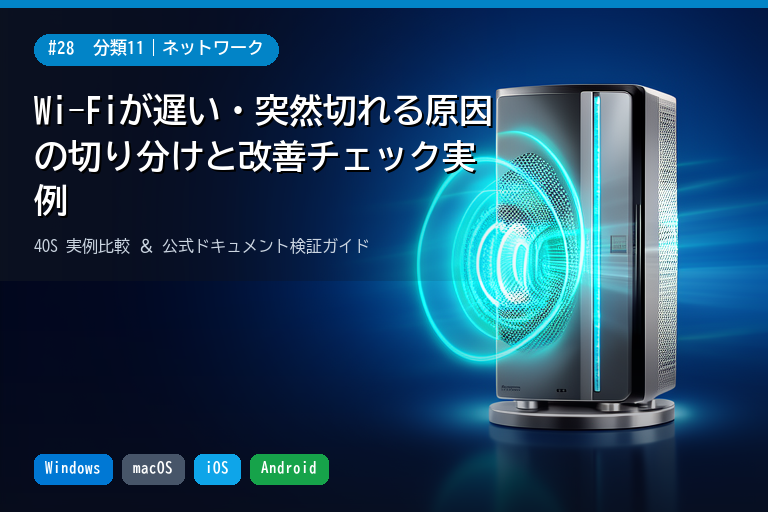 #28 分類11｜ネットワーク
Wi-Fiが遅い・突然切れる原因
の切り分けと改善チェック実
例
4OS 実例比較 ＆ 公式ドキュメント検証ガイド
Windows
macOS
iOS
Android